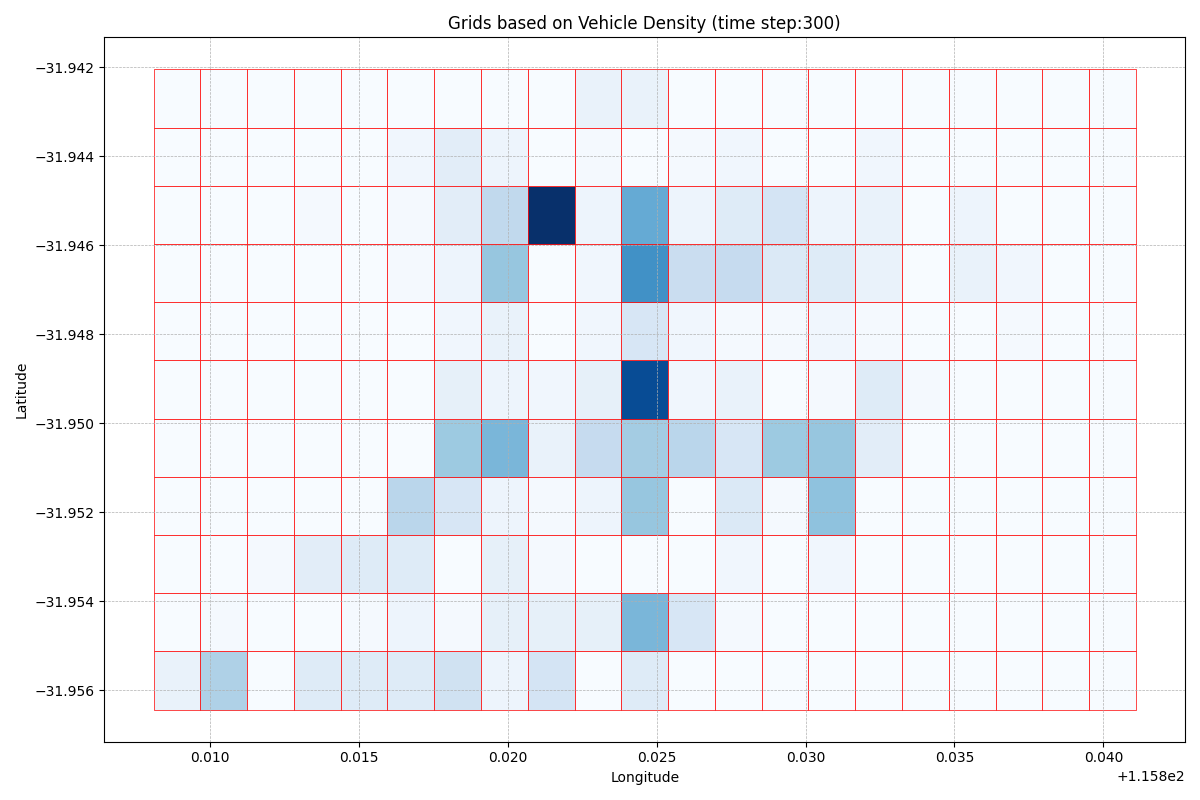 Grids based on Vehicle Density (time step:300)
−31.942
−31.944
−31.946
−31.948
−31.950
−31.952
−31.954
−31.956
Latitude
0.010 0.015 0.020 0.025 0.030 0.035 0.040
Longitude
+1.158e2